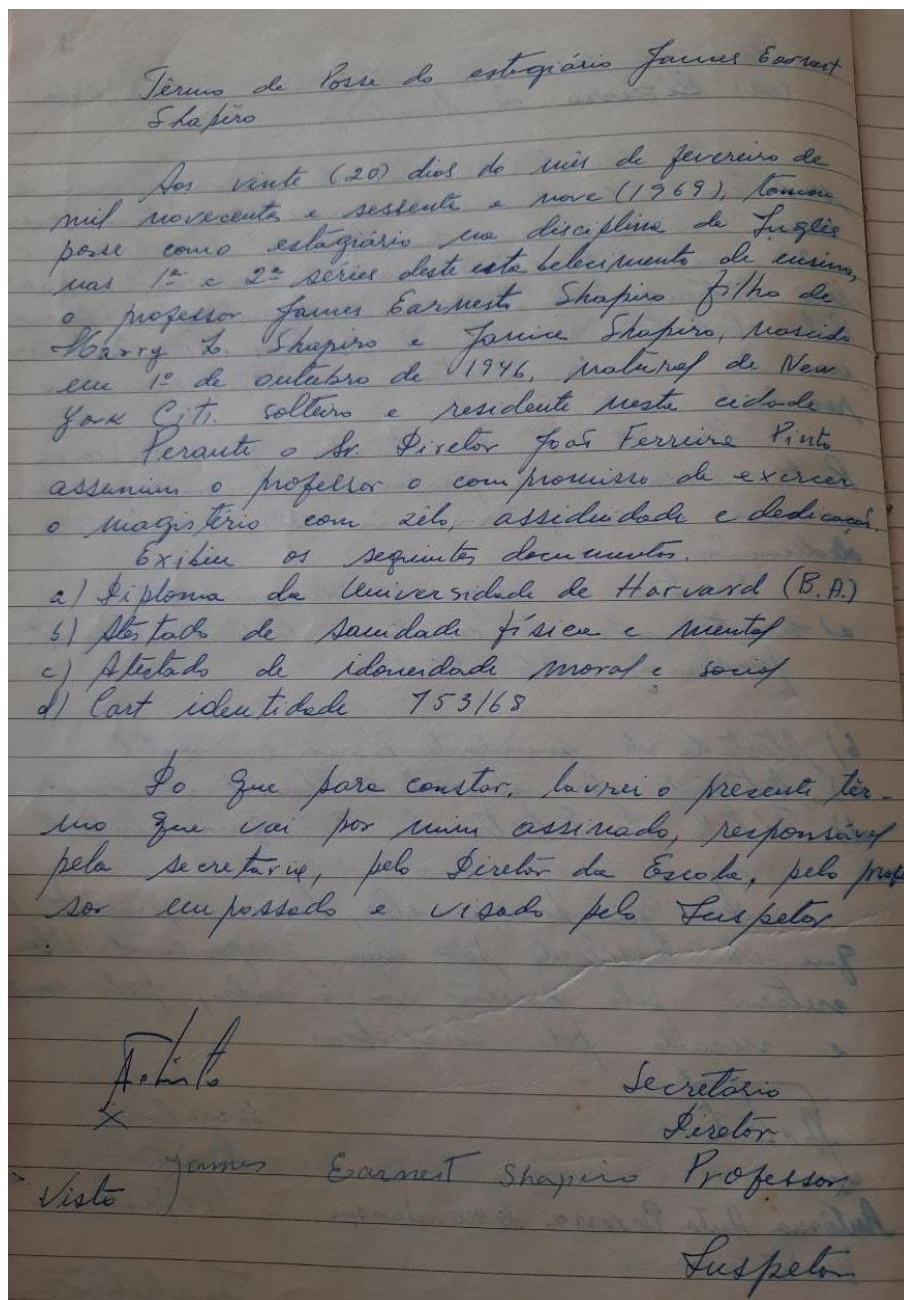 Têrmo de Posse do estagiário James Earnest
Shapiro
Aos vinte (20) dias do mês de fevereiro de
mil novecentos e sessenta e nove (1969), tomou
posse como estagiário na disciplina de Inglês
nas 1ª e 2ª séries deste estabelecimento de ensino,
o professor James Earnest Shapiro filho de
Harry L. Shapiro e Janice Shapiro, nascido
em 1º de outubro de 1946, natural de New
York Citi. solteiro e residente nesta cidade
Perante o Sr. Diretor João Ferreira Pinto
assumiu o professor o compromisso de exercer
o magistério com zêlo, assiduidade e dedicação.
Exibiu os seguintes documentos.
a) Diploma da Universidade de Harvard (B.A.)
b) Atestado de sanidade física e mental
c) Atestado de idoneidade moral e social
d) Cart identidade 753/68
Do que para constar, lavrei o presente têr-
mo que vai por mim assinado, responsável
pela secretaria, pelo Diretor da Escola, pelo profes
sor empossado e visado pelo Inspetor
Secretário
X Diretor
James Earnest Shapiro Professor
Visto
Inspetor